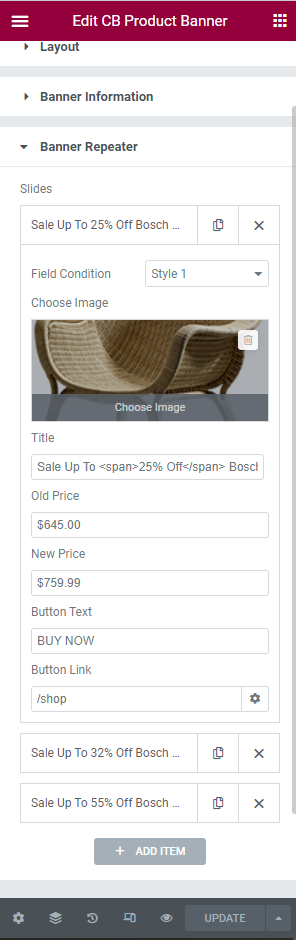 Edit CB Product Banner
Layout
Banner Information
Banner Repeater
Slides
Sale Up To 25% Off Bosch ...
Field Condition
Style 1
Choose Image
Choose Image
Title
Sale Up To <span>25% Off</span> Bosch
Old Price
$645.00
New Price
$759.99
Button Text
BUY NOW
Button Link
/shop
Sale Up To 32% Off Bosch ...
Sale Up To 55% Off Bosch ...
+ ADD ITEM
UPDATE